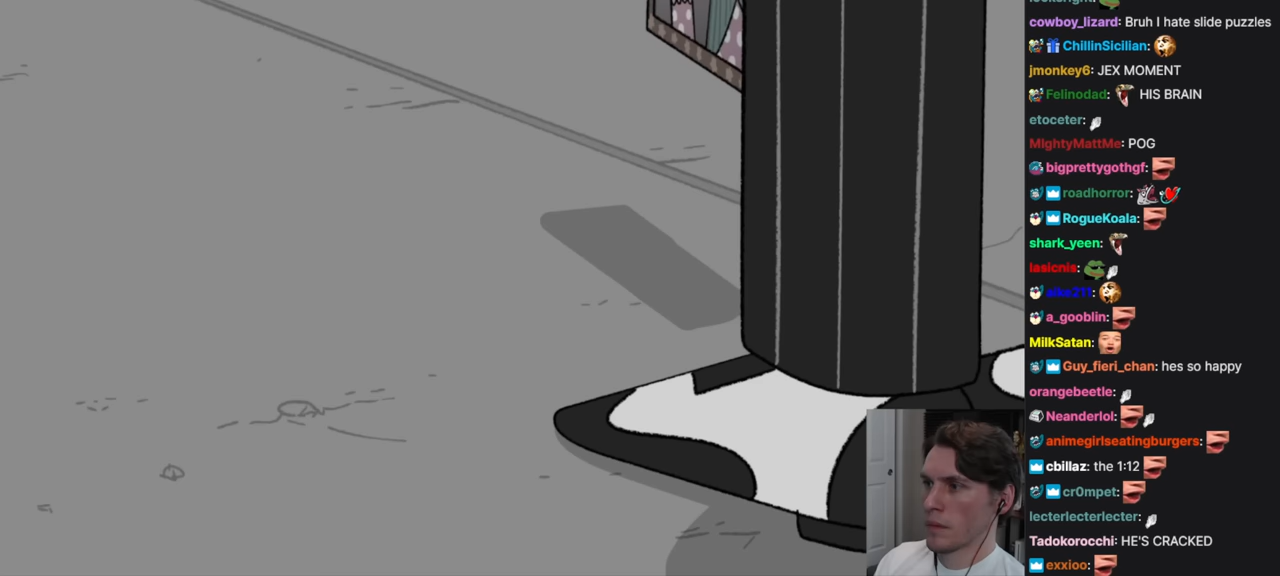 cowboy_lizard: Bruh I hate slide puzzles
ChillinSicilian:
jmonkey6: JEX MOMENT
Felinodad: HIS BRAIN
etoceter:
MIghtyMattMe: POG
bigprettygothgf:
roadhorror:
RogueKoala:
shark_yeen:
lasicnis:
a_gooblin:
MilkSatan:
Guy_fieri_chan: hes so happy
orangebeetle:
Neanderlol:
animegirlseatingburgers:
cbillaz: the 1:12
cr0mpet:
lecterlecterlecter:
Tadokorocchi: HE'S CRACKED
exxioo: